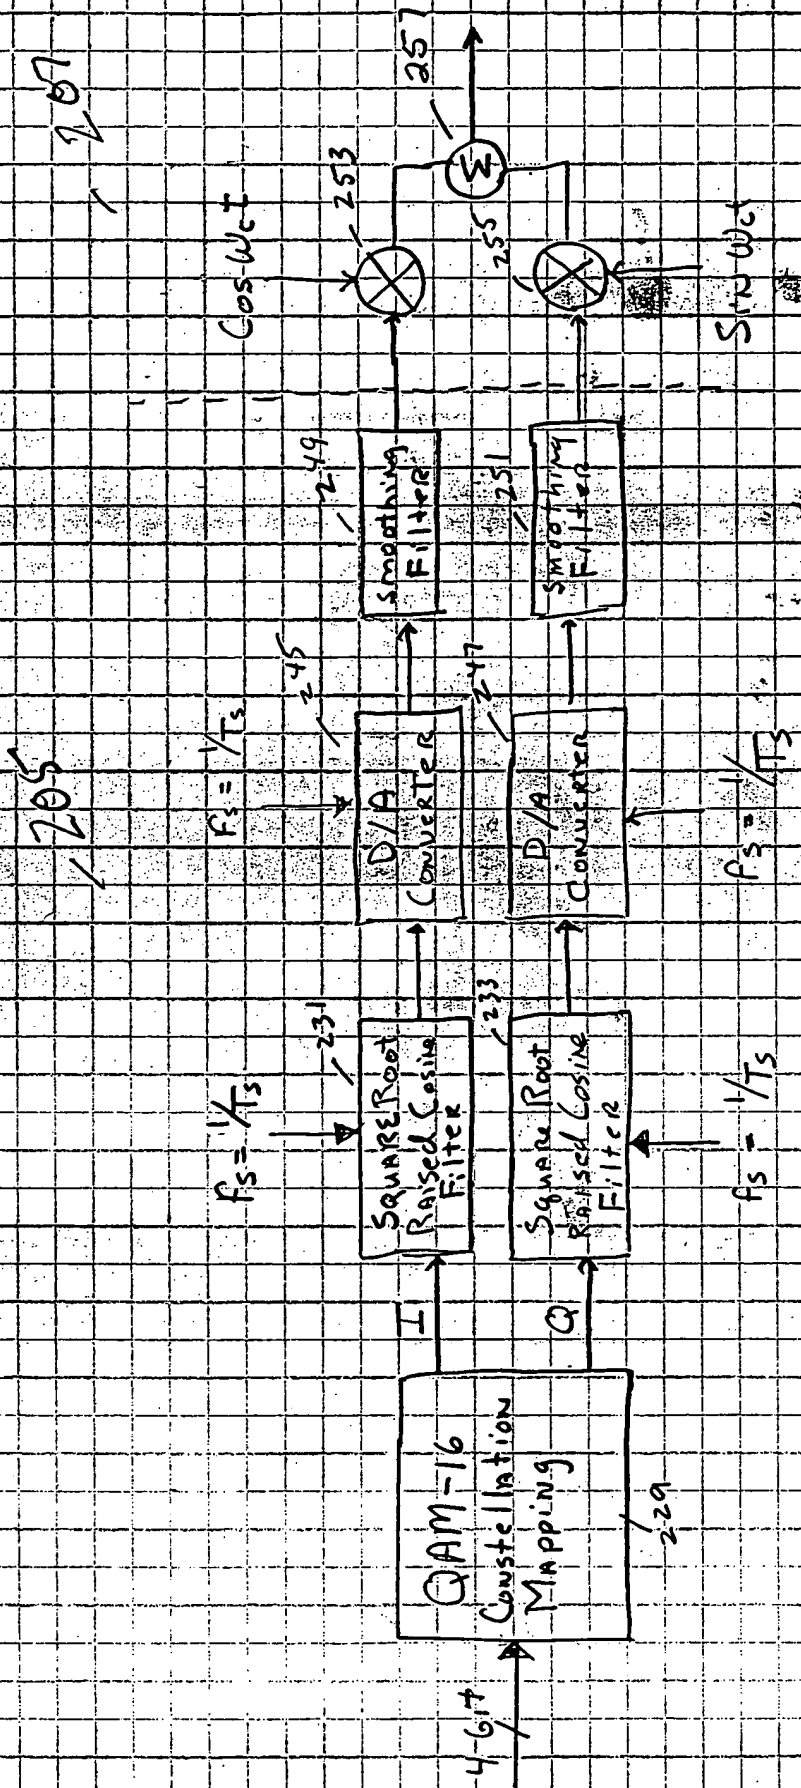 205
207
4-bit
QAM-16
Constellation
Mapping
229
I
Q
fs = 1/Ts
231
Square Root
Raised Cosine
Filter
233
Square Root
Raised Cosine
Filter
fs = 1/Ts
fs = 1/Ts
245
D/A
Converter
247
D/A
Converter
fs = 1/Ts
249
Smoothing
Filter
251
Smoothing
Filter
Cos Wct
253
255
Sin Wct
Σ
257